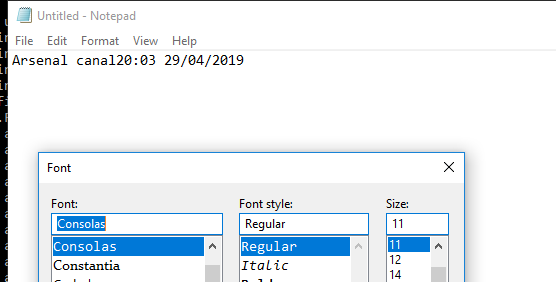 Untitled - Notepad
File Edit Format View Help
Arsenal canal20:03 29/04/2019
Font
Font: Font style: Size:
Consolas Regular 11
Consolas Regular 11
Constantia Italic 12
14